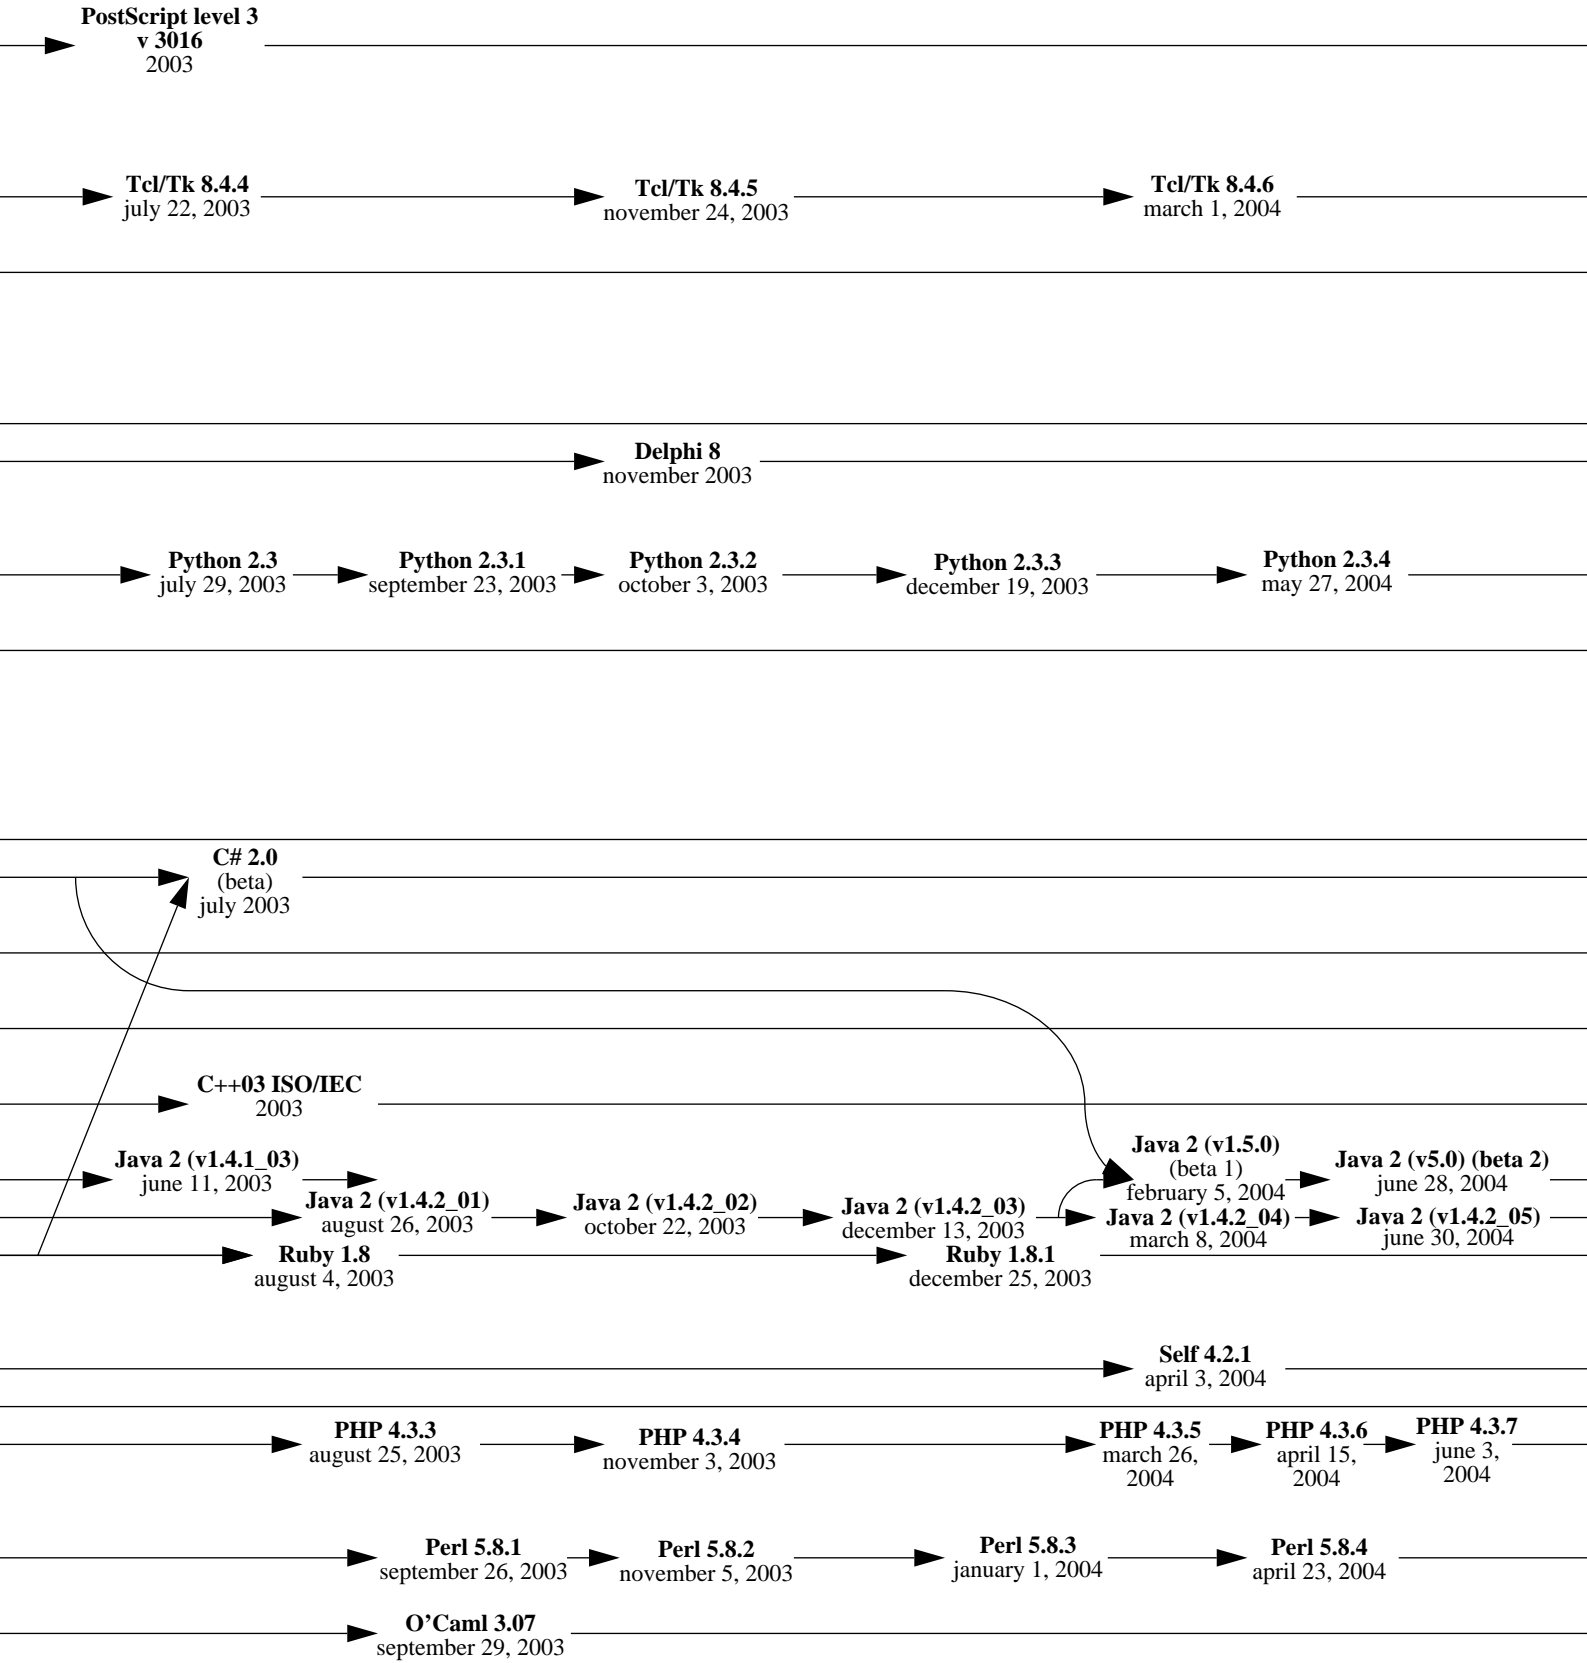 PostScript level 3
v 3016
2003
Tcl/Tk 8.4.4
july 22, 2003
Tcl/Tk 8.4.5
november 24, 2003
Tcl/Tk 8.4.6
march 1, 2004
Delphi 8
november 2003
Python 2.3
july 29, 2003
Python 2.3.1
september 23, 2003
Python 2.3.2
october 3, 2003
Python 2.3.3
december 19, 2003
Python 2.3.4
may 27, 2004
C# 2.0
(beta)
july 2003
C++03 ISO/IEC
2003
Java 2 (v1.4.1_03)
june 11, 2003
Java 2 (v1.5.0)
(beta 1)
february 5, 2004
Java 2 (v5.0) (beta 2)
june 28, 2004
Java 2 (v1.4.2_01)
august 26, 2003
Java 2 (v1.4.2_02)
october 22, 2003
Java 2 (v1.4.2_03)
december 13, 2003
Java 2 (v1.4.2_04)
march 8, 2004
Java 2 (v1.4.2_05)
june 30, 2004
Ruby 1.8
august 4, 2003
Ruby 1.8.1
december 25, 2003
Self 4.2.1
april 3, 2004
PHP 4.3.3
august 25, 2003
PHP 4.3.4
november 3, 2003
PHP 4.3.5
march 26,
2004
PHP 4.3.6
april 15,
2004
PHP 4.3.7
june 3,
2004
Perl 5.8.1
september 26, 2003
Perl 5.8.2
november 5, 2003
Perl 5.8.3
january 1, 2004
Perl 5.8.4
april 23, 2004
O’Caml 3.07
september 29, 2003